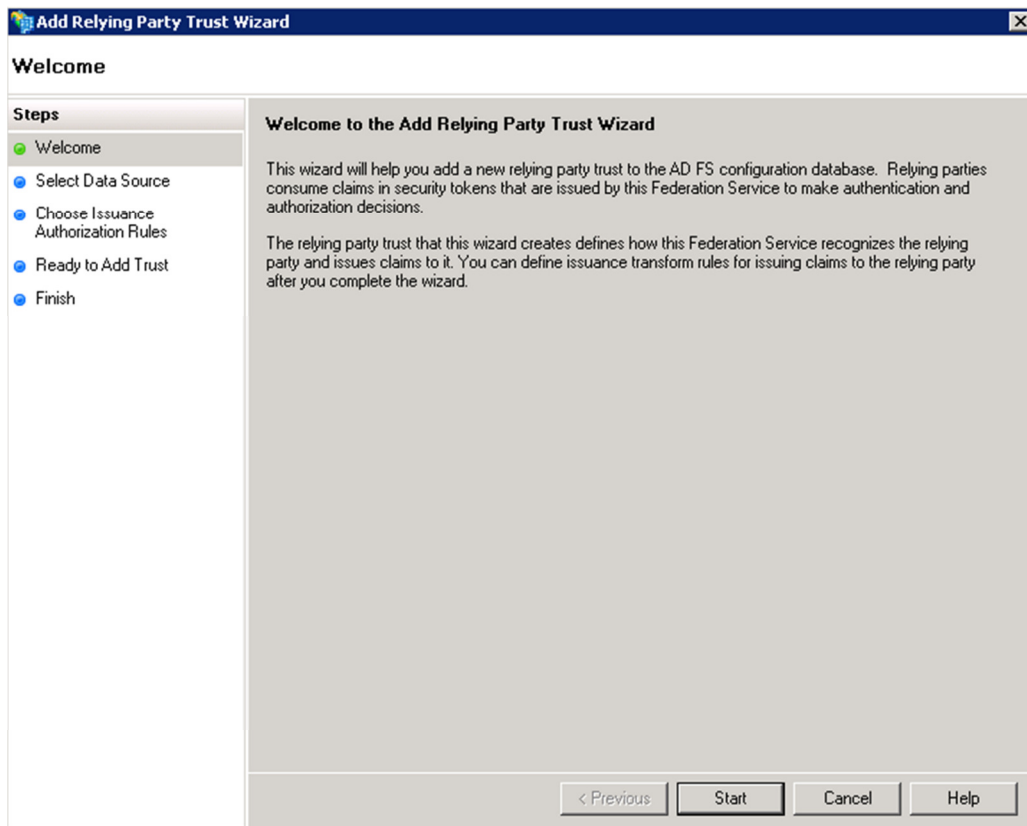 Add Relying Party Trust Wizard
Welcome
Steps
Welcome
Select Data Source
Choose Issuance
Authorization Rules
Ready to Add Trust
Finish
Welcome to the Add Relying Party Trust Wizard
This wizard will help you add a new relying party trust to the AD FS configuration database.  Relying parties
consume claims in security tokens that are issued by this Federation Service to make authentication and
authorization decisions.
The relying party trust that this wizard creates defines how this Federation Service recognizes the relying
party and issues claims to it. You can define issuance transform rules for issuing claims to the relying party
after you complete the wizard.
< Previous
Start
Cancel
Help